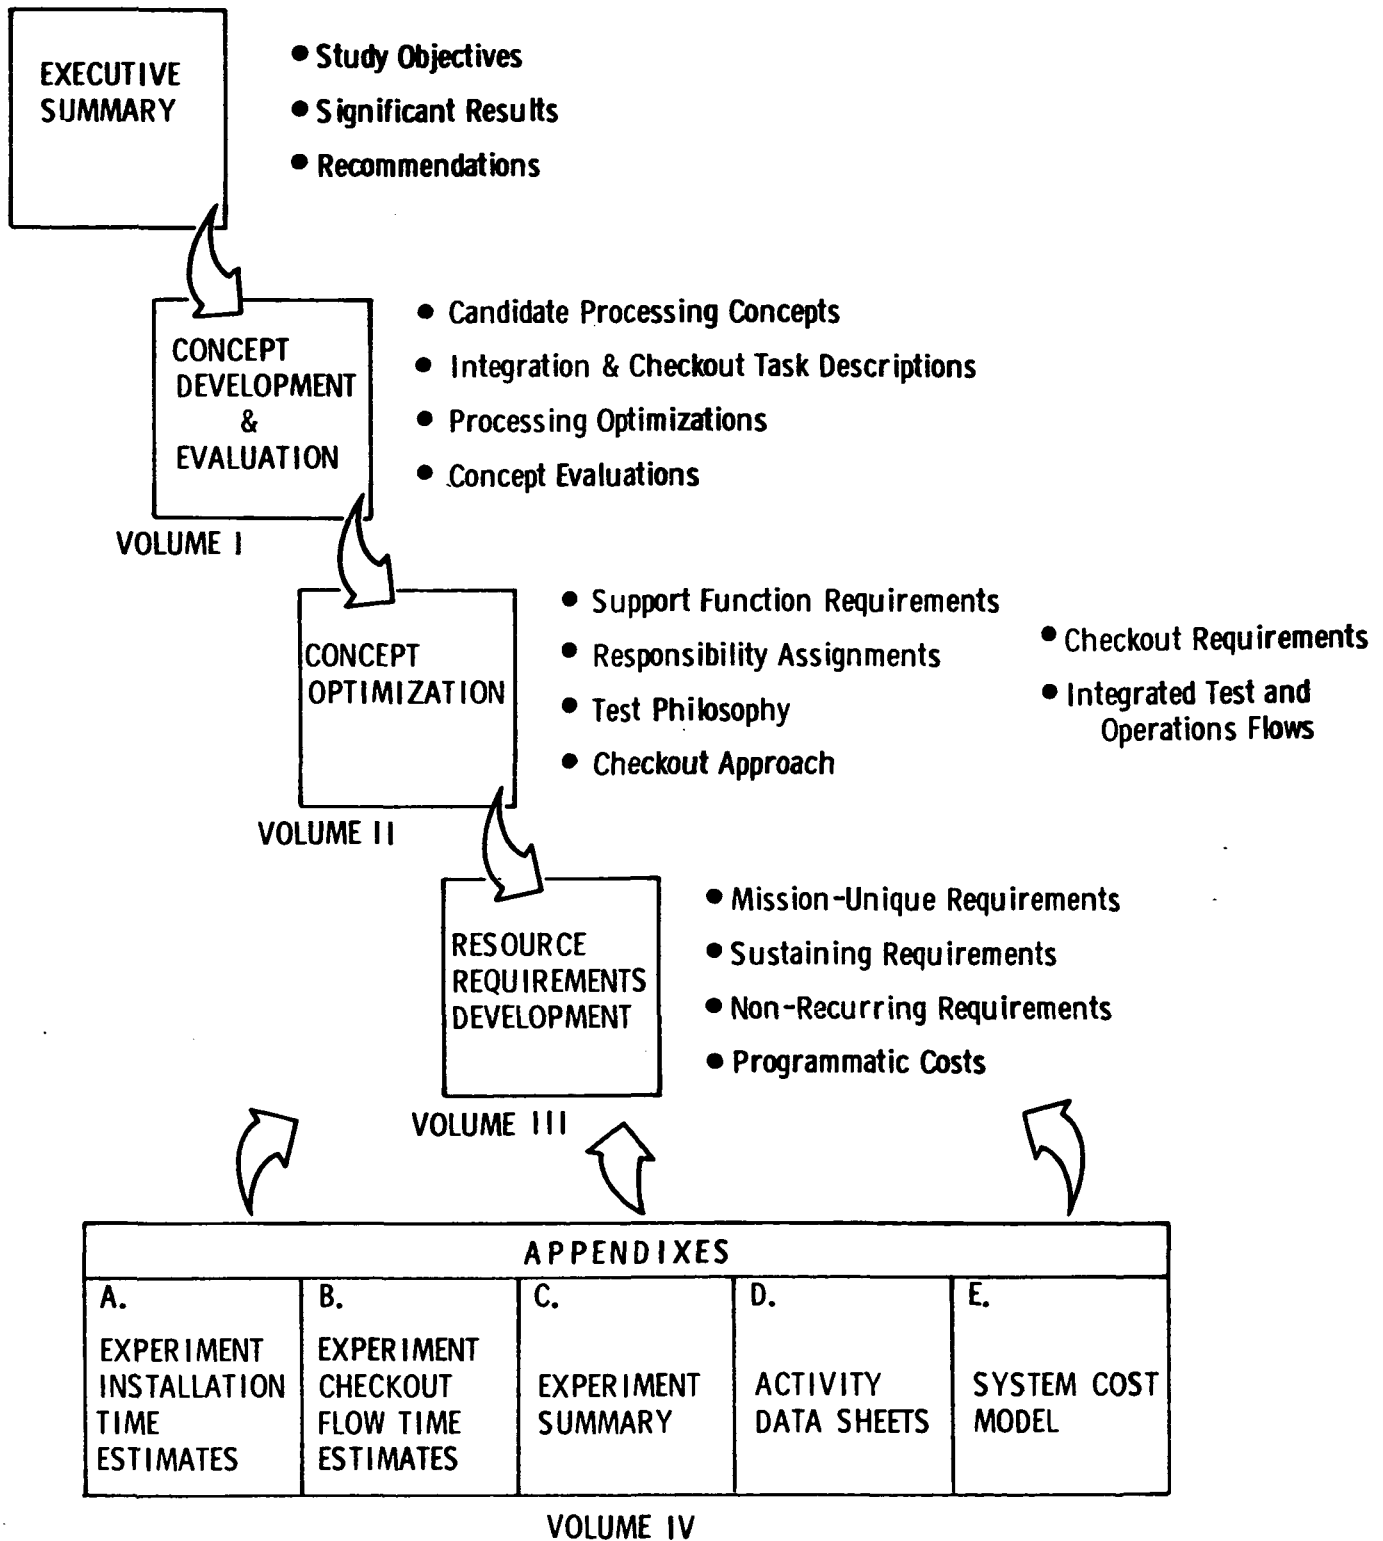 EXECUTIVE
SUMMARY
● Study Objectives
● Significant Results
● Recommendations
CONCEPT
DEVELOPMENT
&
EVALUATION
VOLUME I
● Candidate Processing Concepts
● Integration & Checkout Task Descriptions
● Processing Optimizations
● Concept Evaluations
CONCEPT
OPTIMIZATION
VOLUME II
● Support Function Requirements
● Responsibility Assignments
● Test Philosophy
● Checkout Approach
● Checkout Requirements
● Integrated Test and
Operations Flows
RESOURCE
REQUIREMENTS
DEVELOPMENT
VOLUME III
● Mission-Unique Requirements
● Sustaining Requirements
● Non-Recurring Requirements
● Programmatic Costs
APPENDIXES
A.
EXPERIMENT
INSTALLATION
TIME
ESTIMATES
B.
EXPERIMENT
CHECKOUT
FLOW TIME
ESTIMATES
C.
EXPERIMENT
SUMMARY
D.
ACTIVITY
DATA SHEETS
E.
SYSTEM COST
MODEL
VOLUME IV